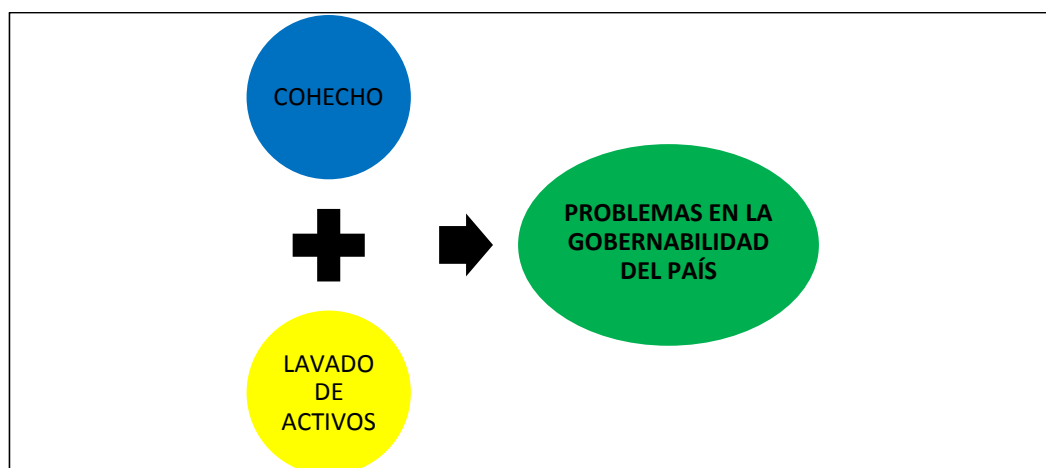 COHECHO
PROBLEMAS EN LA
GOBERNABILIDAD
DEL PAÍS
LAVADO
DE
ACTIVOS